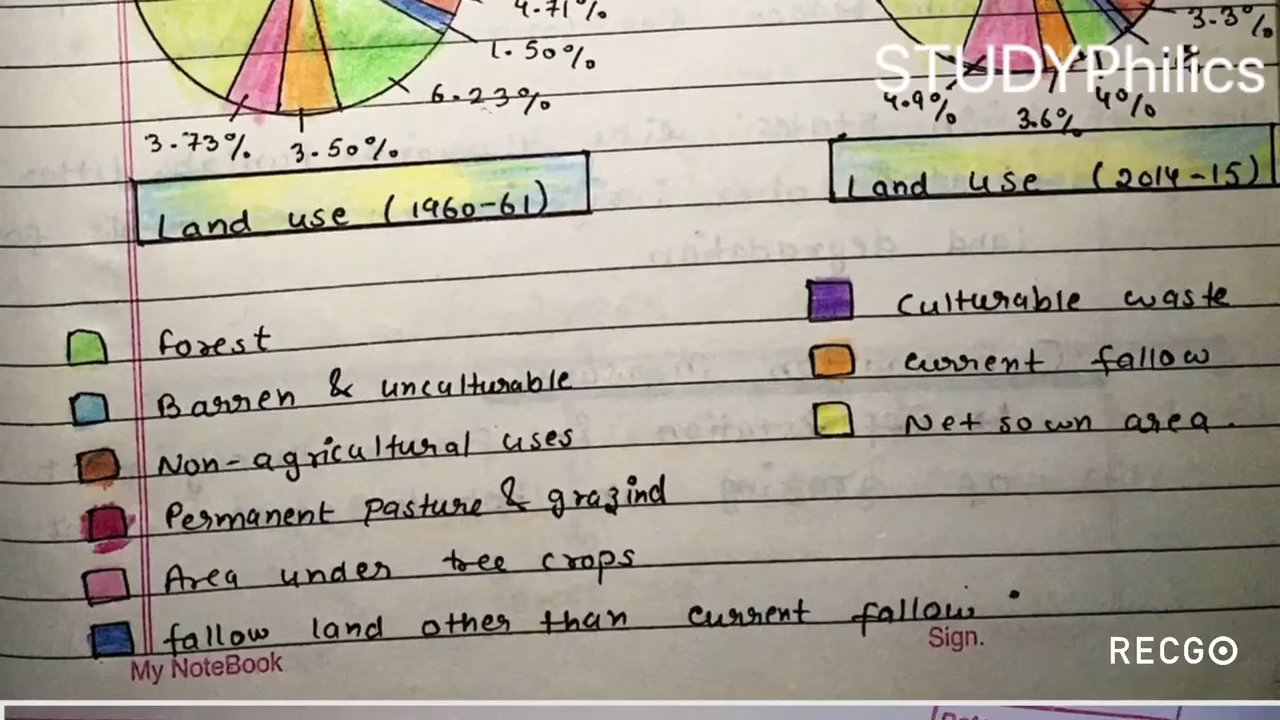 4.71%
1.50%
6.23%
3.73%
3.50%
3.3%
4.9%
3.6%
4%
STUDYPhilics
Land use (1960-61)
Land use (2014-15)
forest
Barren & unculturable
Non-agricultural uses
Permanent pasture & grazind
Area under tree crops
fallow land other than current fallow
Culturable waste
current fallow
Net sown area.
My NoteBook
Sign.
RECGO